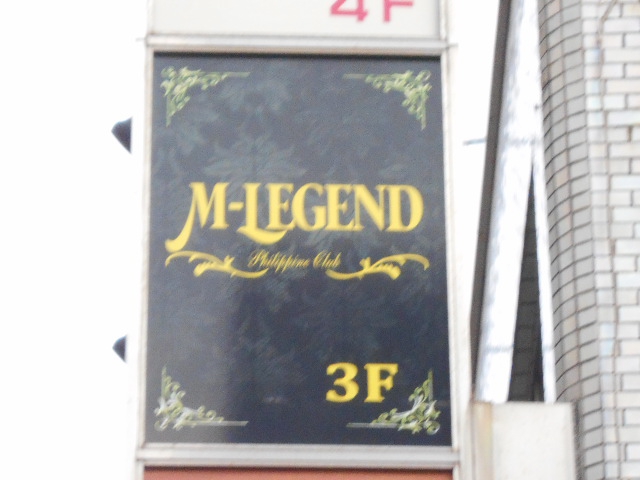 4F
M-LEGEND
Philippine Club
3F